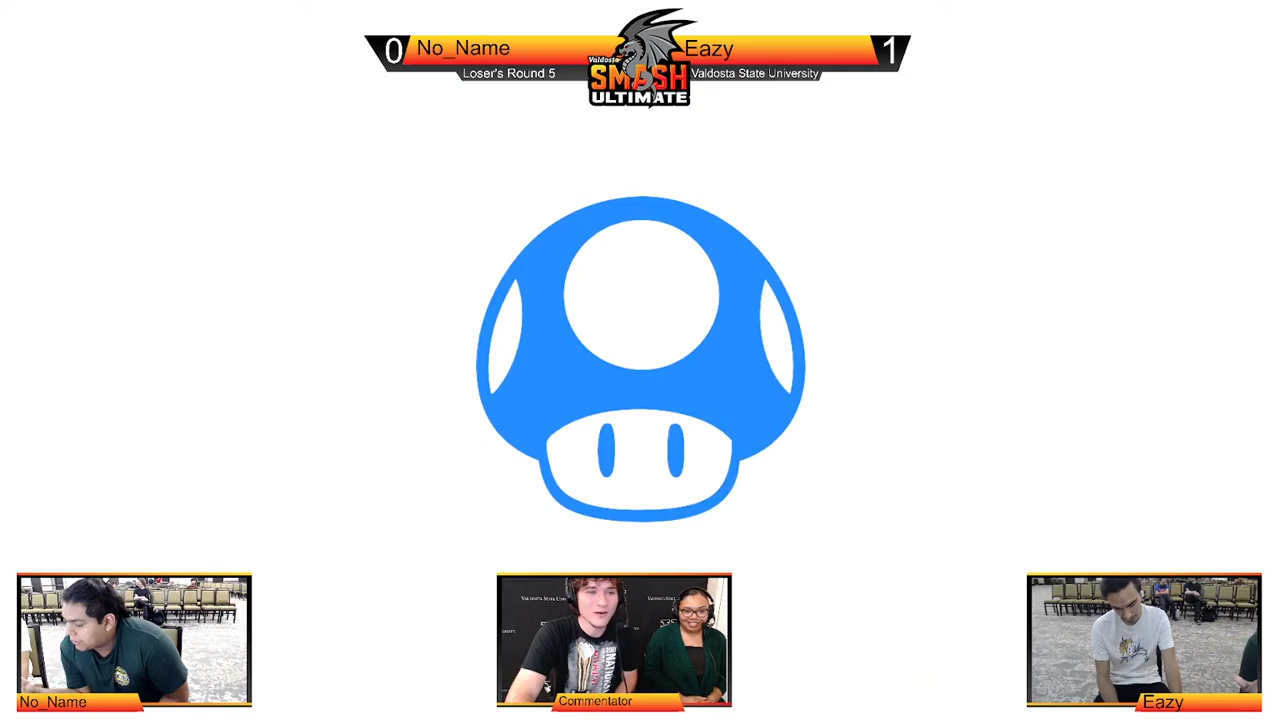 0 No_Name
Eazy 1
Loser's Round 5
Valdosta State University
Valdosta
SMASH
ULTIMATE
No_Name
Commentator
Eazy